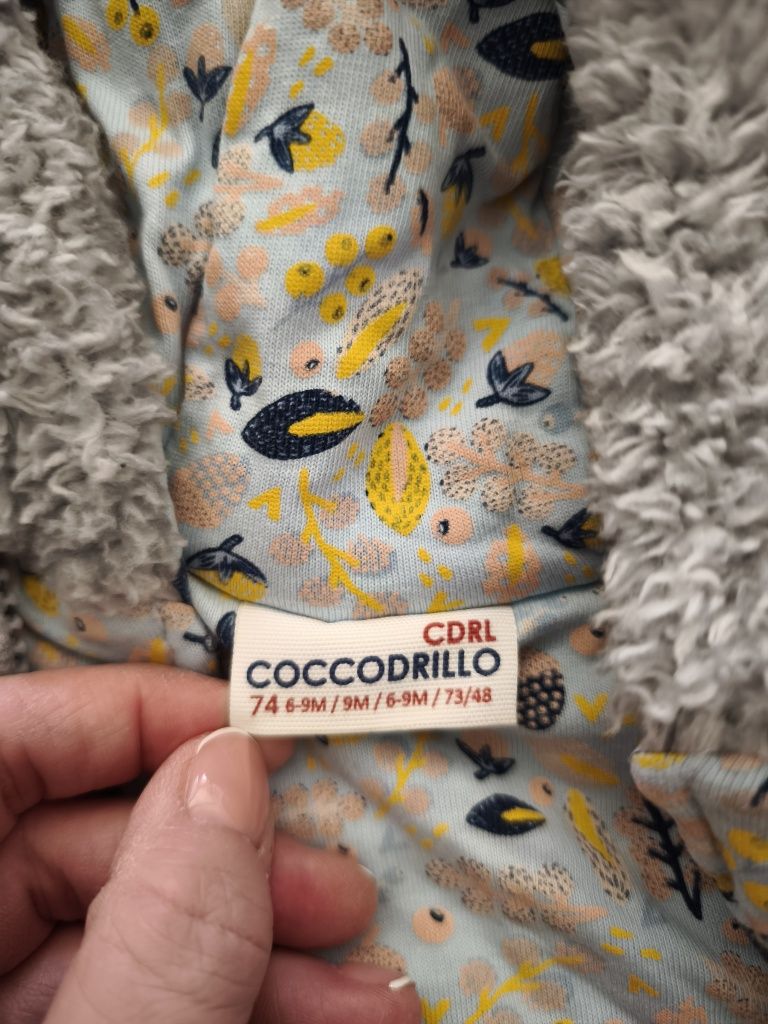 CDRL
COCCODRILLO
74 6-9M / 9M / 6-9M / 73/48